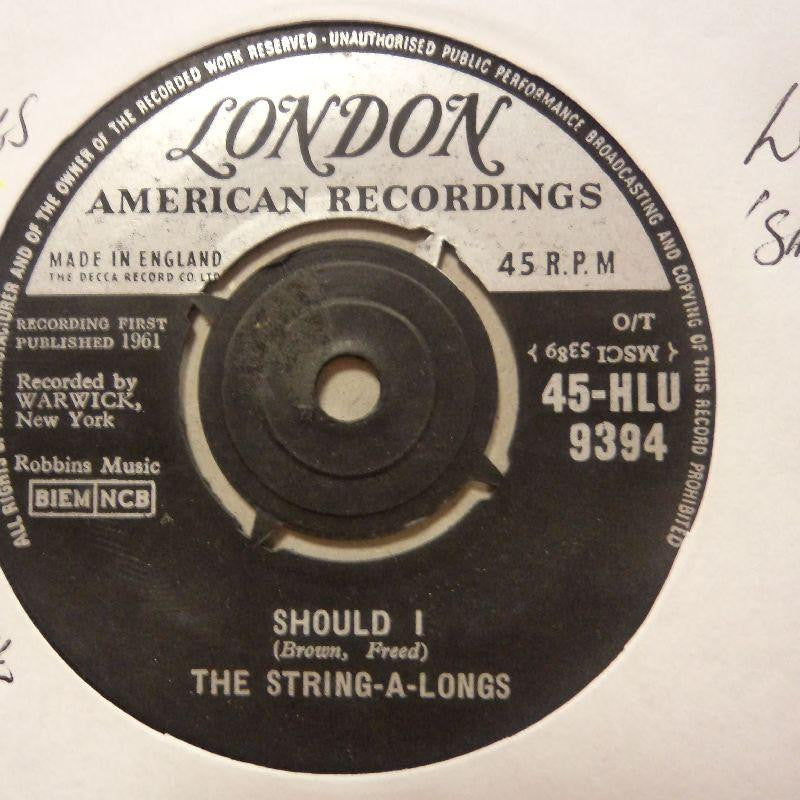 ALL RIGHTS OF THE MANUFACTURER AND OF THE OWNER OF THE RECORDED WORK RESERVED · UNAUTHORISED PUBLIC PERFORMANCE BROADCASTING AND COPYING OF THIS RECORD PROHIBITED
LONDON
AMERICAN RECORDINGS
MADE IN ENGLAND
THE DECCA RECORD CO. LTD
45 R.P.M
RECORDING FIRST
PUBLISHED 1961
O/T
{ MSCI 5389 }
Recorded by
WARWICK,
New York
45-HLU
9394
Robbins Music
BIEM NCB
SHOULD I
(Brown, Freed)
THE STRING-A-LONGS